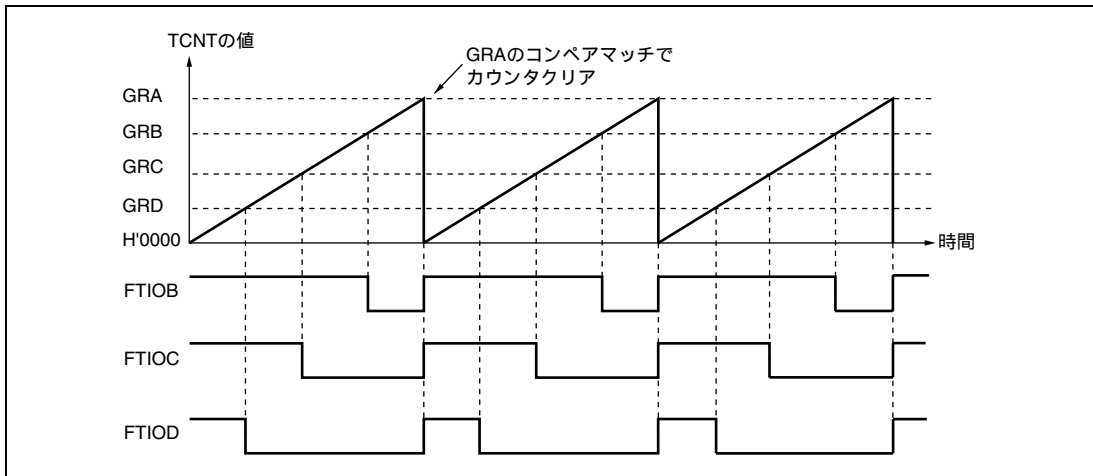 TCNTの値
GRAのコンペアマッチで
カウンタクリア
GRA
GRB
GRC
GRD
H'0000
時間
FTIOB
FTIOC
FTIOD